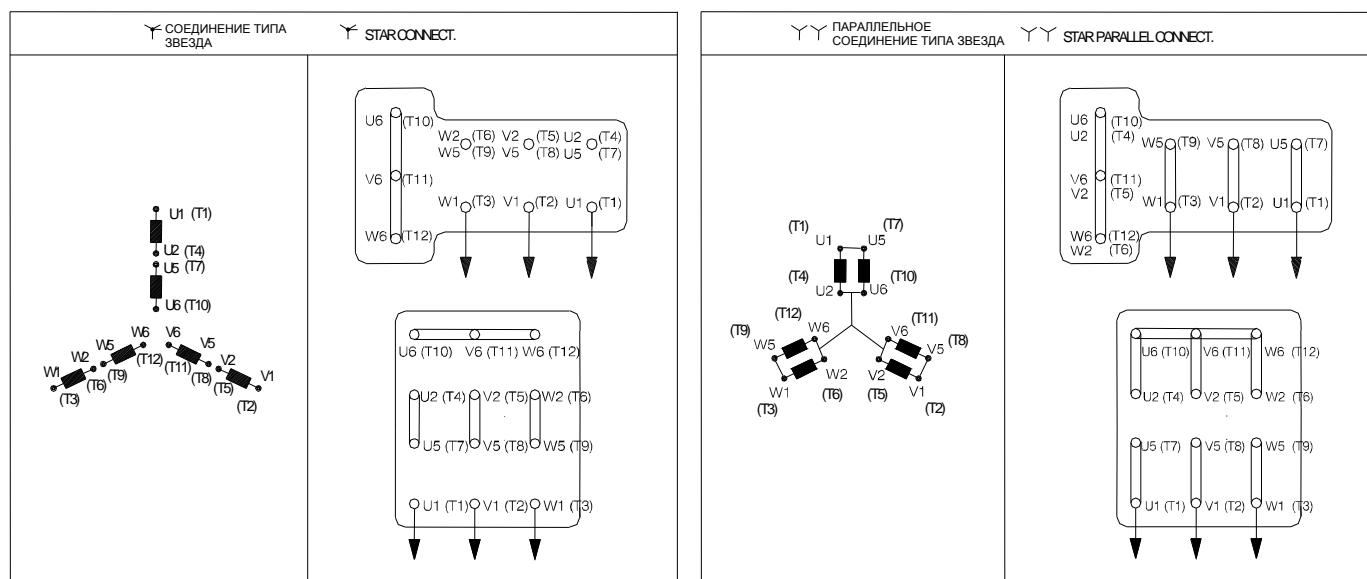 СОЕДИНЕНИЕ ТИПА
ЗВЕЗДА
STAR CONNECT.
U1 (T1)
U2 (T4)
U5 (T7)
U6 (T10)
W6 V6
W5 (T12) (T11) V5
W2 (T9) (T8) V2
W1 (T6) (T5) V1
(T3) (T2)
U6 (T10)
W2 (T6) V2 (T5) U2 (T4)
W5 (T9) V5 (T8) U5 (T7)
V6 (T11)
W1 (T3) V1 (T2) U1 (T1)
W6 (T12)
U6 (T10) V6 (T11) W6 (T12)
U2 (T4) V2 (T5) W2 (T6)
U5 (T7) V5 (T8) W5 (T9)
U1 (T1) V1 (T2) W1 (T3)
ПАРАЛЛЕЛЬНОЕ
СОЕДИНЕНИЕ ТИПА ЗВЕЗДА
STAR PARALLEL CONNECT.
(T1) (T7)
U1 U5
(T4) (T10)
U2 U6
(T12) (T11)
(T9) W6 V6 (T8)
W5 V5
W2 V2
W1 (T6) (T5) V1
(T3) (T2)
U6 (T10)
U2 (T4)
W5 (T9) V5 (T8) U5 (T7)
V6 (T11)
V2 (T5)
W1 (T3) V1 (T2) U1 (T1)
W6 (T12)
W2 (T6)
U6 (T10) V6 (T11) W6 (T12)
U2 (T4) V2 (T5) W2 (T6)
U5 (T7) V5 (T8) W5 (T9)
U1 (T1) V1 (T2) W1 (T3)